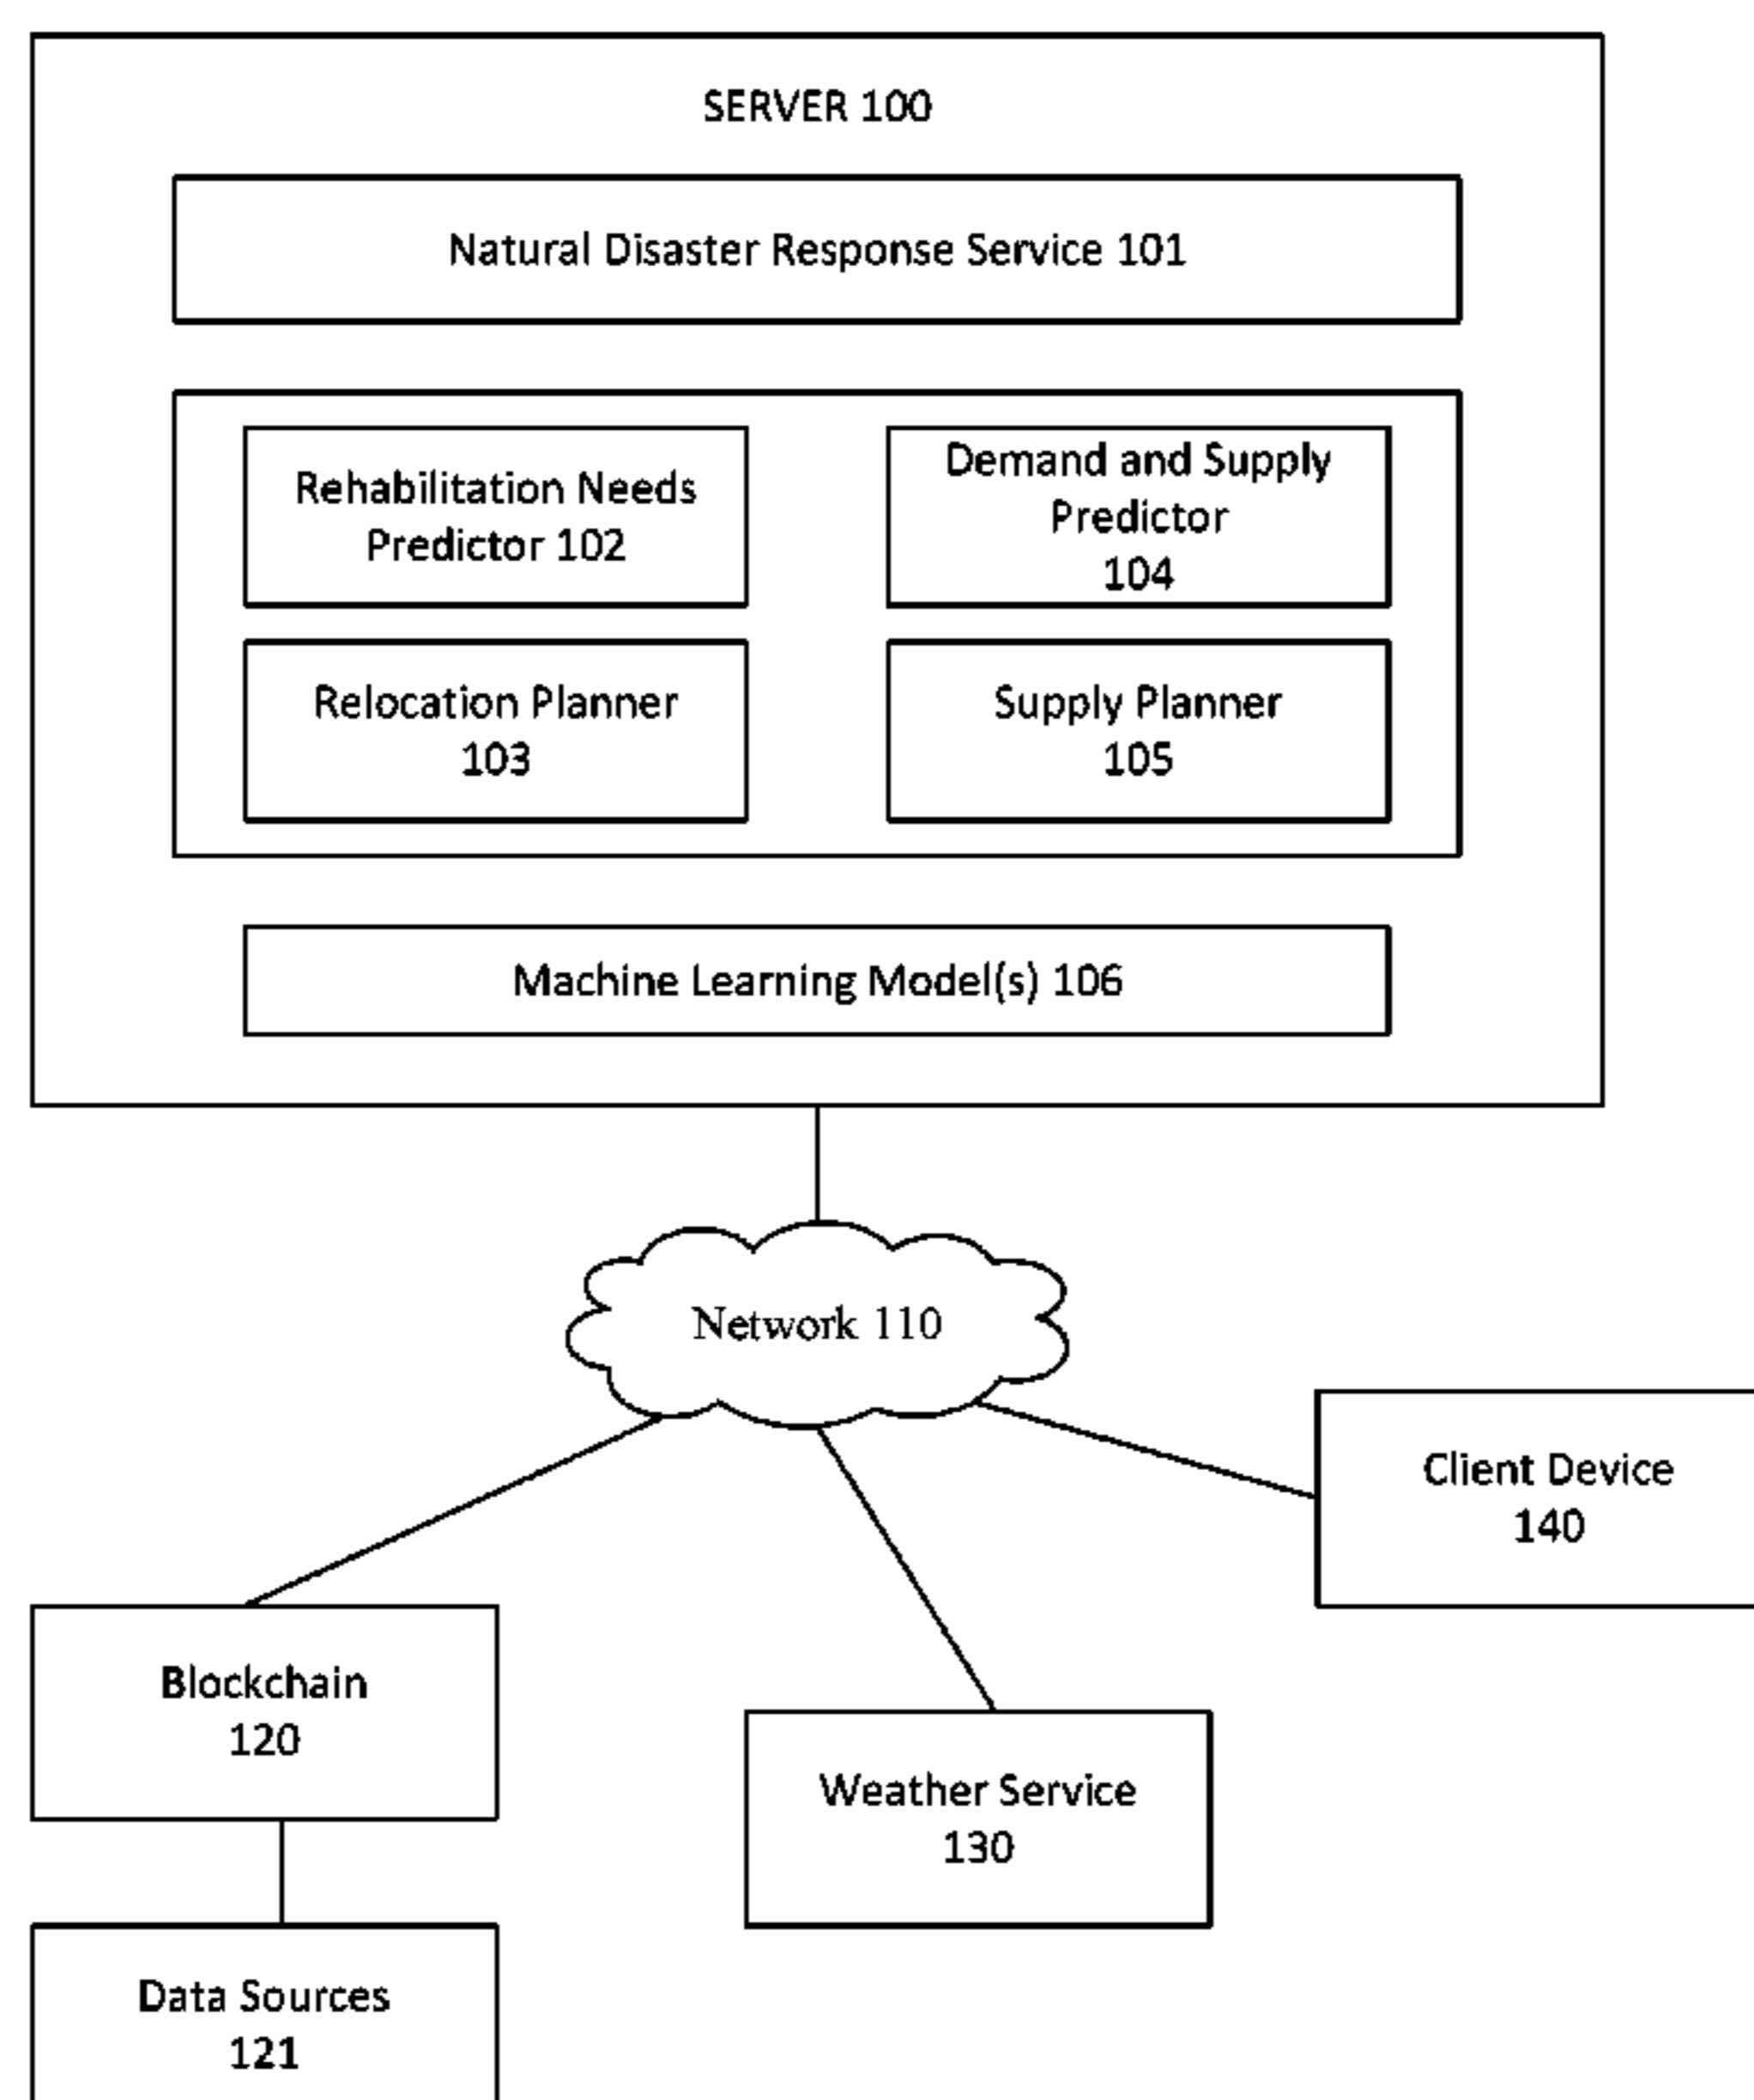 SERVER 100
Natural Disaster Response Service 101
Rehabilitation Needs
Predictor 102
Demand and Supply
Predictor
104
Relocation Planner
103
Supply Planner
105
Machine Learning Model(s) 106
Network 110
Client Device
140
Blockchain
120
Weather Service
130
Data Sources
121